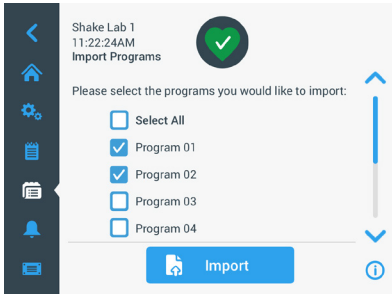 Shake Lab 1
11:22:24AM
Import Programs
Please select the programs you would like to import:
Select All
Program 01
Program 02
Program 03
Program 04
Import